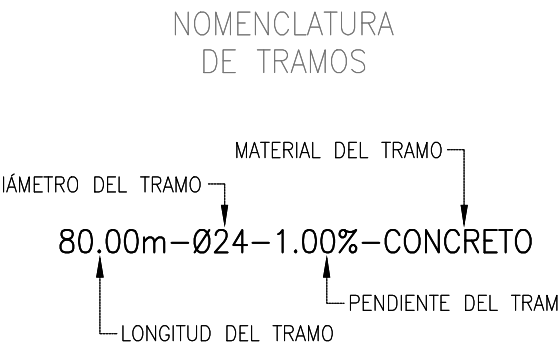 NOMENCLATURA
DE TRAMOS
MATERIAL DEL TRAMO
IÁMETRO DEL TRAMO
80.00m-Ø24-1.00%-CONCRETO
PENDIENTE DEL TRAM
LONGITUD DEL TRAMO